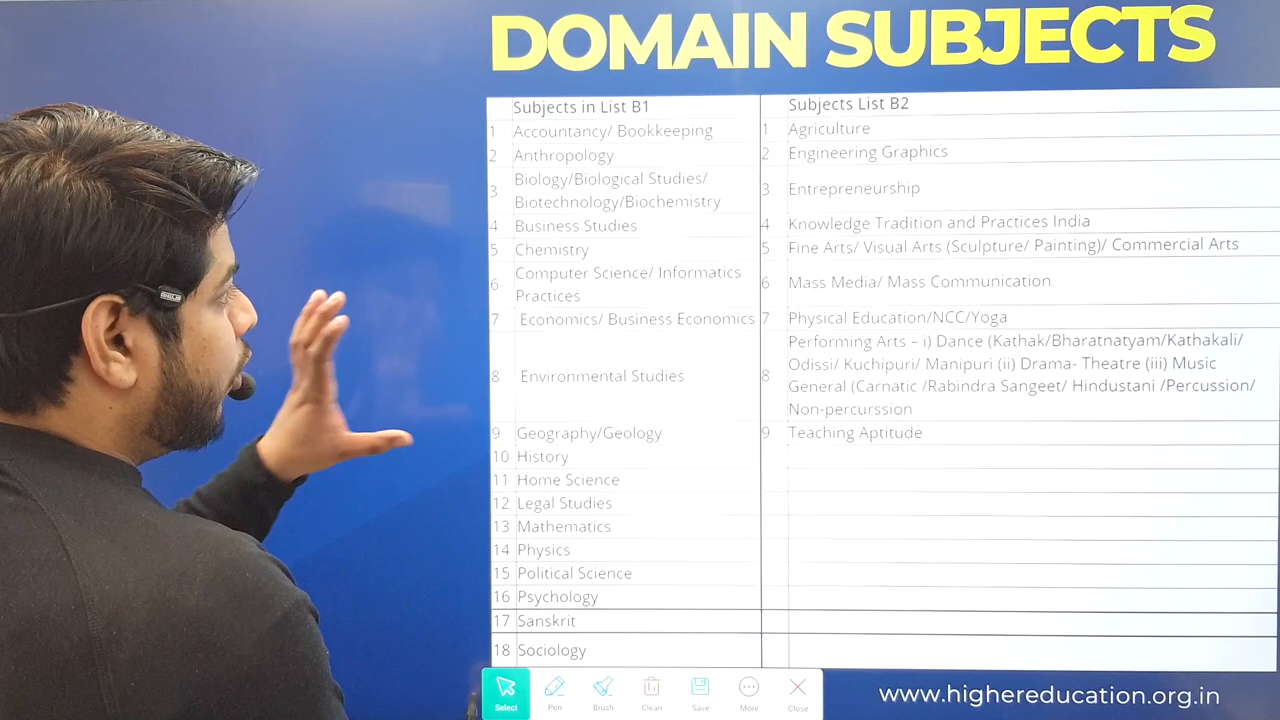 DOMAIN SUBJECTS
Subjects in List B1
1 Accountancy/ Bookkeeping
2 Anthropology
3 Biology/Biological Studies/
Biotechnology/Biochemistry
4 Business Studies
5 Chemistry
6 Computer Science/ Informatics
Practices
7 Economics/ Business Economics
8 Environmental Studies
9 Geography/Geology
10 History
11 Home Science
12 Legal Studies
13 Mathematics
14 Physics
15 Political Science
16 Psychology
17 Sanskrit
18 Sociology
Subjects List B2
1 Agriculture
2 Engineering Graphics
3 Entrepreneurship
4 Knowledge Tradition and Practices India
5 Fine Arts/ Visual Arts (Sculpture/ Painting)/ Commercial Arts
6 Mass Media/ Mass Communication
7 Physical Education/NCC/Yoga
8 Performing Arts – i) Dance (Kathak/Bharatnatyam/Kathakali/
Odissi/ Kuchipuri/ Manipuri (ii) Drama- Theatre (iii) Music
General (Carnatic /Rabindra Sangeet/ Hindustani /Percussion/
Non-percurssion
9 Teaching Aptitude
Select
Pen
Brush
Clean
Save
More
Close
www.highereducation.org.in